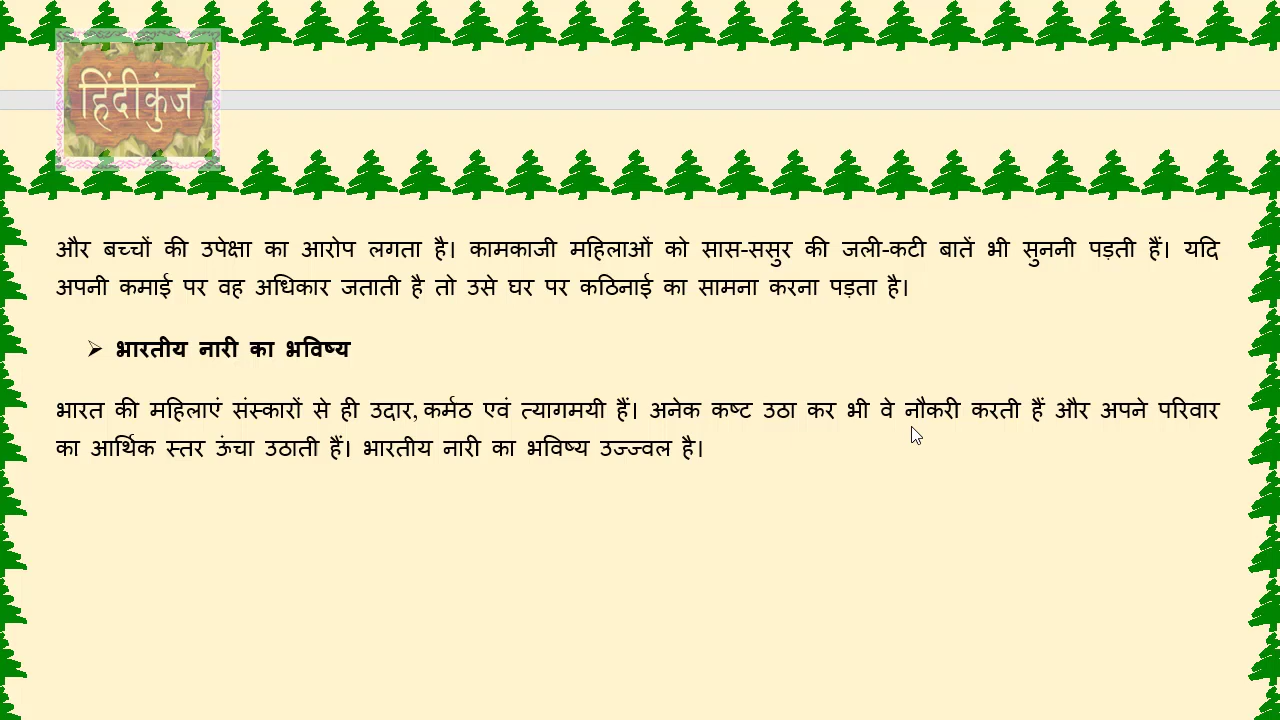 हिंदीकुंज
और बच्चों की उपेक्षा का आरोप लगता है। कामकाजी महिलाओं को सास-ससुर की जली-कटी बातें भी सुननी पड़ती हैं। यदि
अपनी कमाई पर वह अधिकार जताती है तो उसे घर पर कठिनाई का सामना करना पड़ता है।
➢ भारतीय नारी का भविष्य
भारत की महिलाएं संस्कारों से ही उदार, कर्मठ एवं त्यागमयी हैं। अनेक कष्ट उठा कर भी वे नौकरी करती हैं और अपने परिवार
का आर्थिक स्तर ऊंचा उठाती हैं। भारतीय नारी का भविष्य उज्ज्वल है।